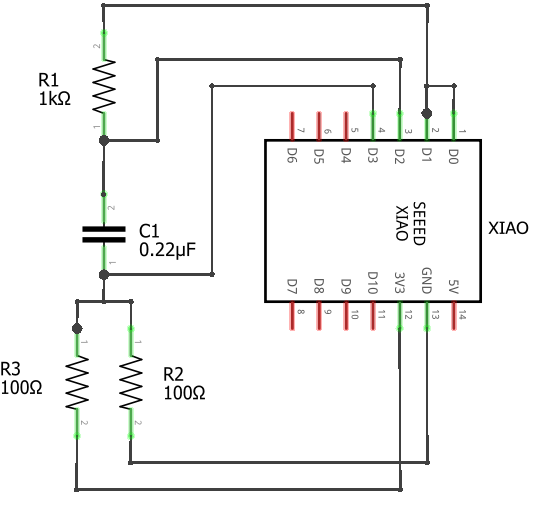 2
R1
1kΩ
1
7
6
5
4
3
2
1
D6
D5
D4
D3
D2
D1
D0
2
C1
0.22µF
1
SEEED
XIAO
XIAO
D7
D8
D9
D10
3V3
GND
5V
8
9
10
11
12
13
14
1
1
R3
100Ω
R2
100Ω
2
2